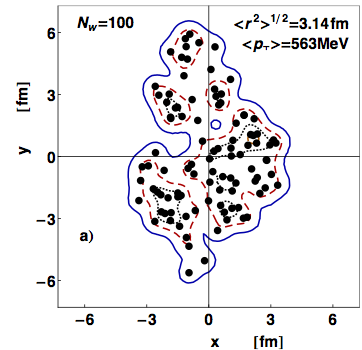 N_w=100
<r²>^1/2=3.14fm
<p_T>=563MeV
6
3
0
−3
−6
y [fm]
a)
−6 −3 0 3 6
x [fm]